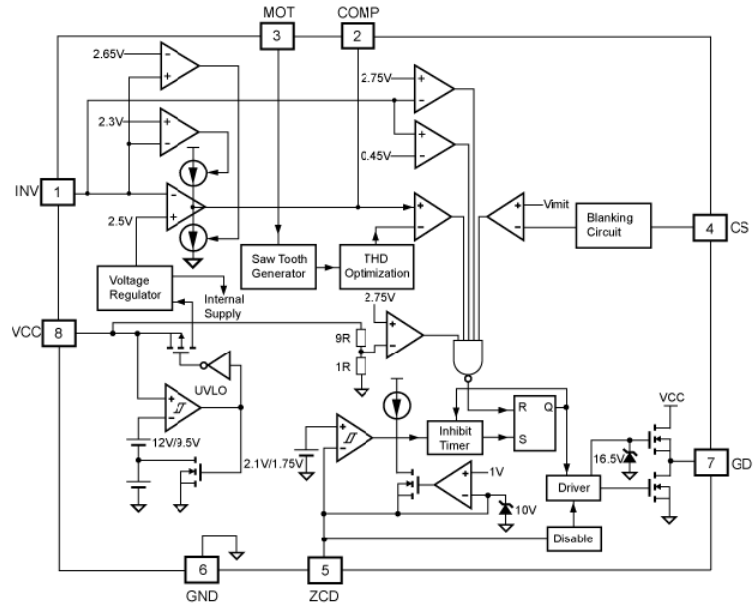 MOT
COMP
3
2
2.65V
2.75V
2.3V
0.45V
INV
1
2.5V
Vimit
Blanking
Circuit
4
CS
Voltage
Regulator
Internal
Supply
Saw Tooth
Generator
THD
Optimization
2.75V
VCC
8
9R
1R
UVLO
12V/9.5V
2.1V/1.75V
Inhibit
Timer
R
Q
S
VCC
16.5V
7
GD
1V
10V
Driver
Disable
6
5
GND
ZCD